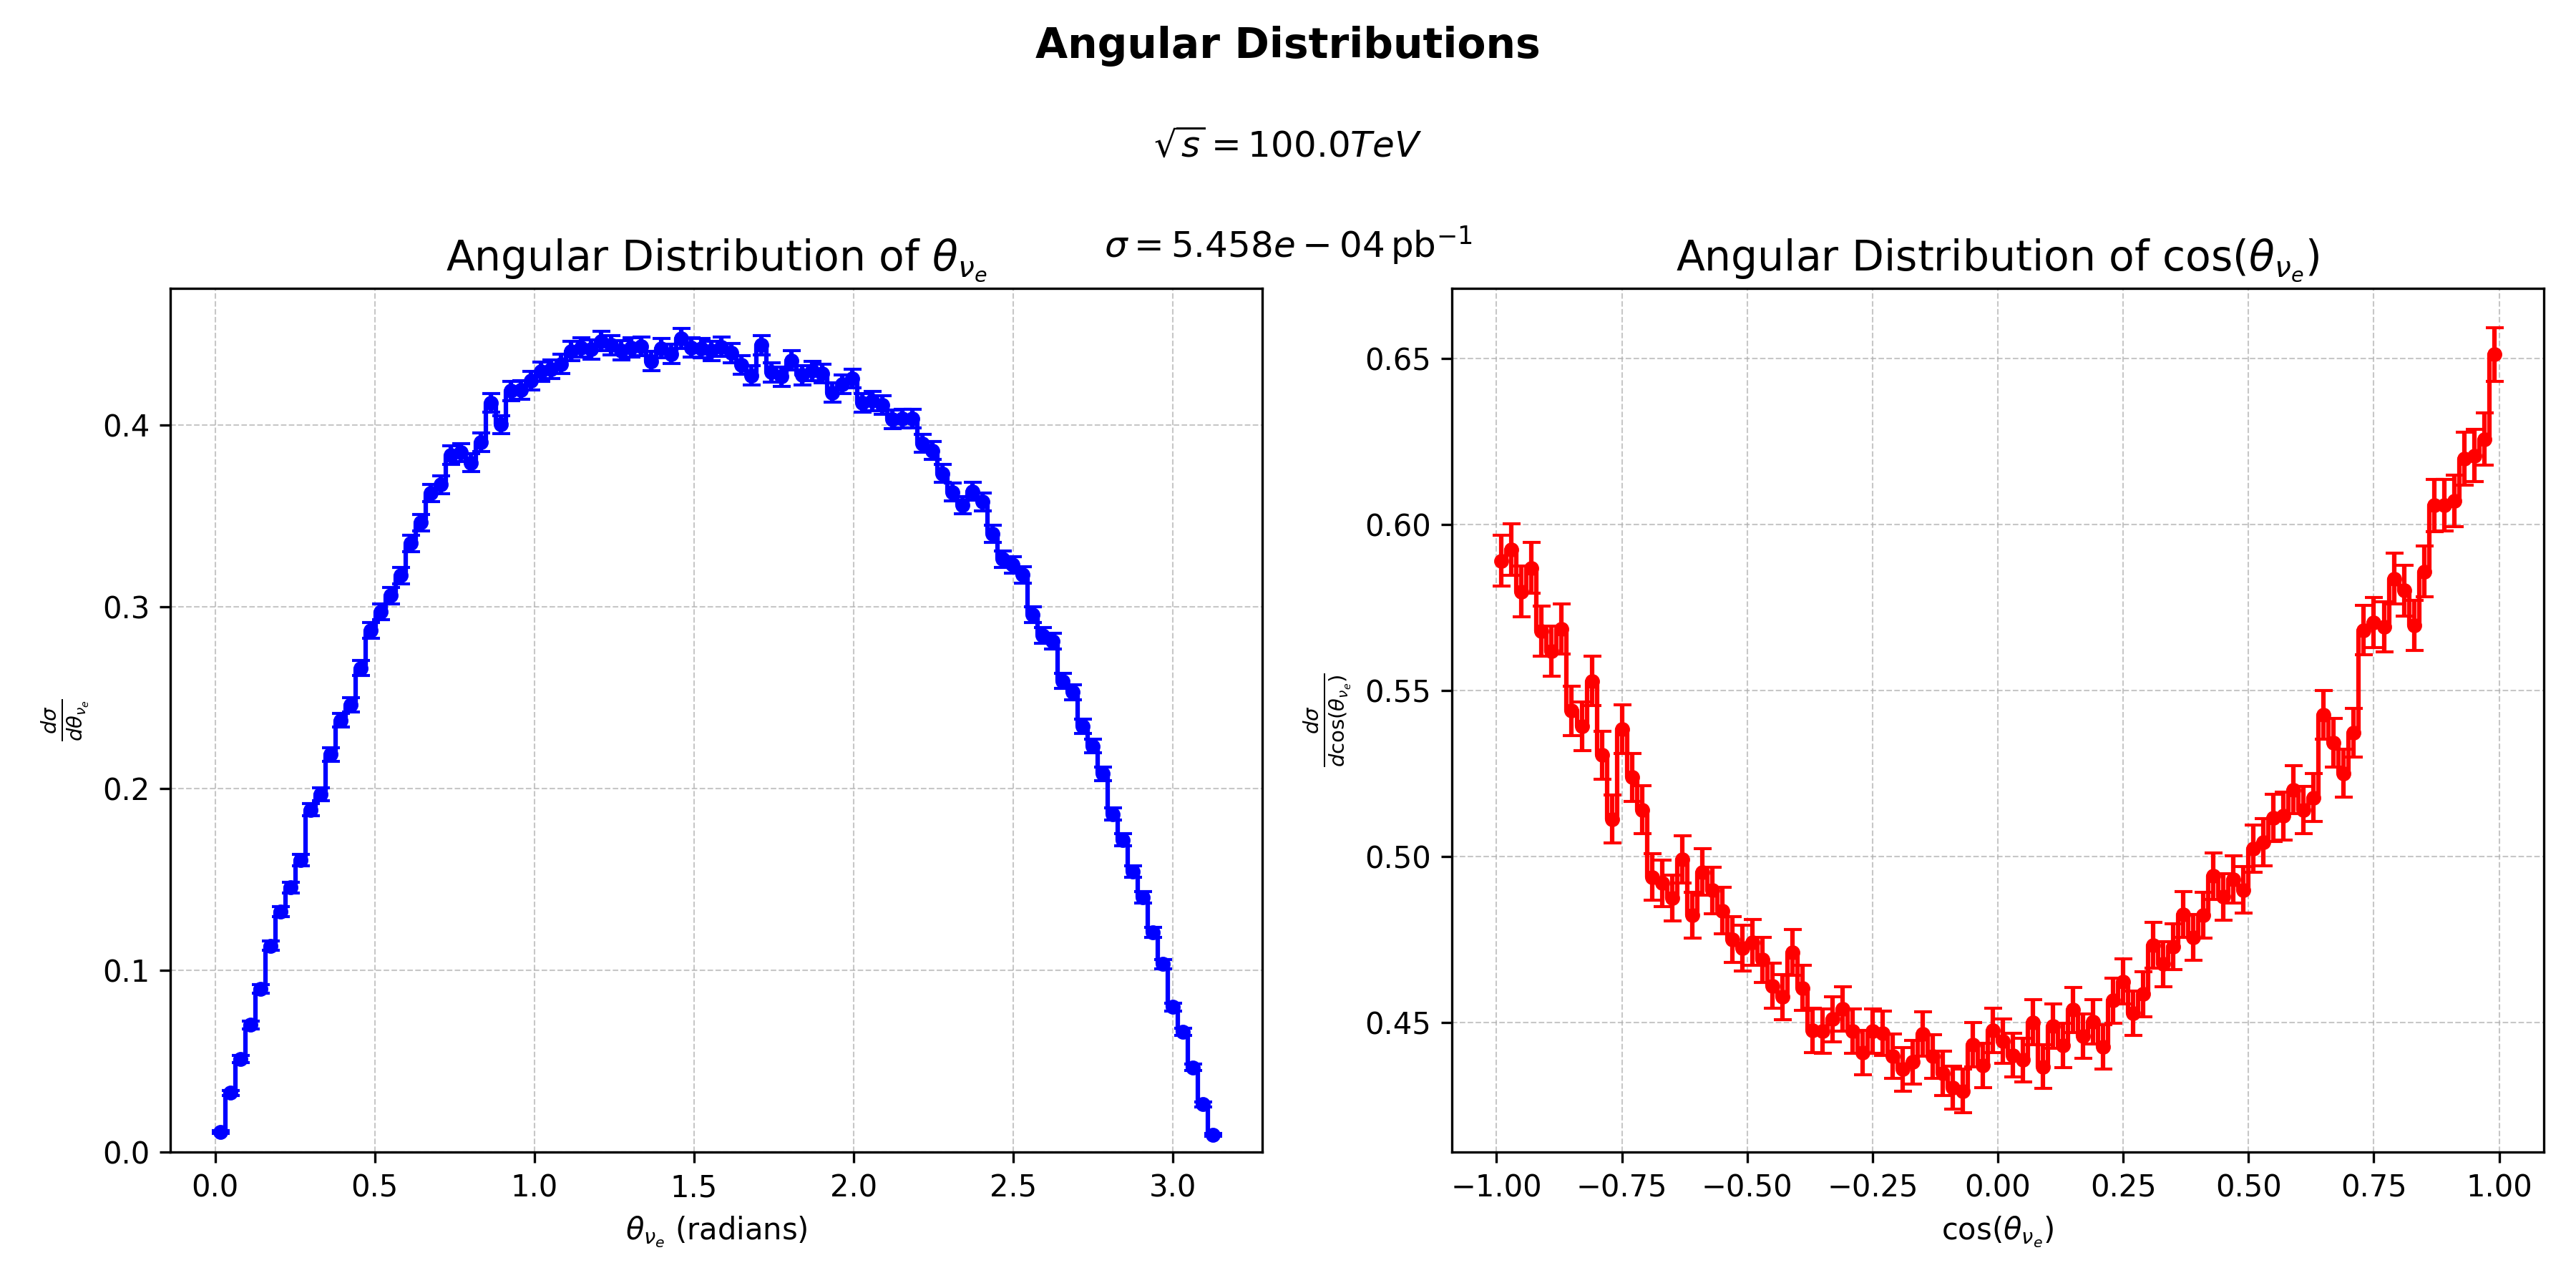 Angular Distributions
√s = 100.0TeV
σ = 5.458e − 04 pb⁻¹
Angular Distribution of θ_{ν_e}
dσ/dθ_{ν_e}
0.4
0.3
0.2
0.1
0.0
0.0 0.5 1.0 1.5 2.0 2.5 3.0
θ_{ν_e} (radians)
Angular Distribution of cos(θ_{ν_e})
dσ/dcos(θ_{ν_e})
0.65
0.60
0.55
0.50
0.45
−1.00 −0.75 −0.50 −0.25 0.00 0.25 0.50 0.75 1.00
cos(θ_{ν_e})